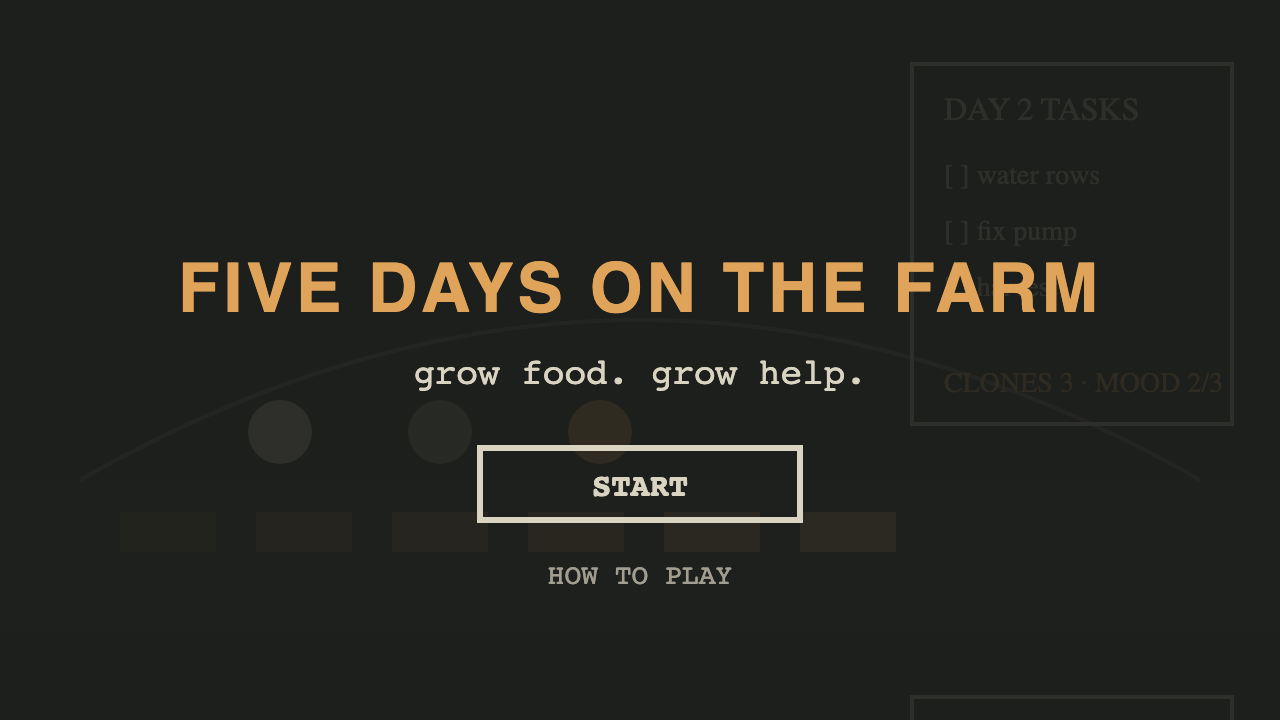 DAY 2 TASKS
[ ] water rows
[ ] fix pump
FIVE DAYS ON THE FARM
grow food. grow help.
CLONES 3 · MOOD 2/3
START
HOW TO PLAY